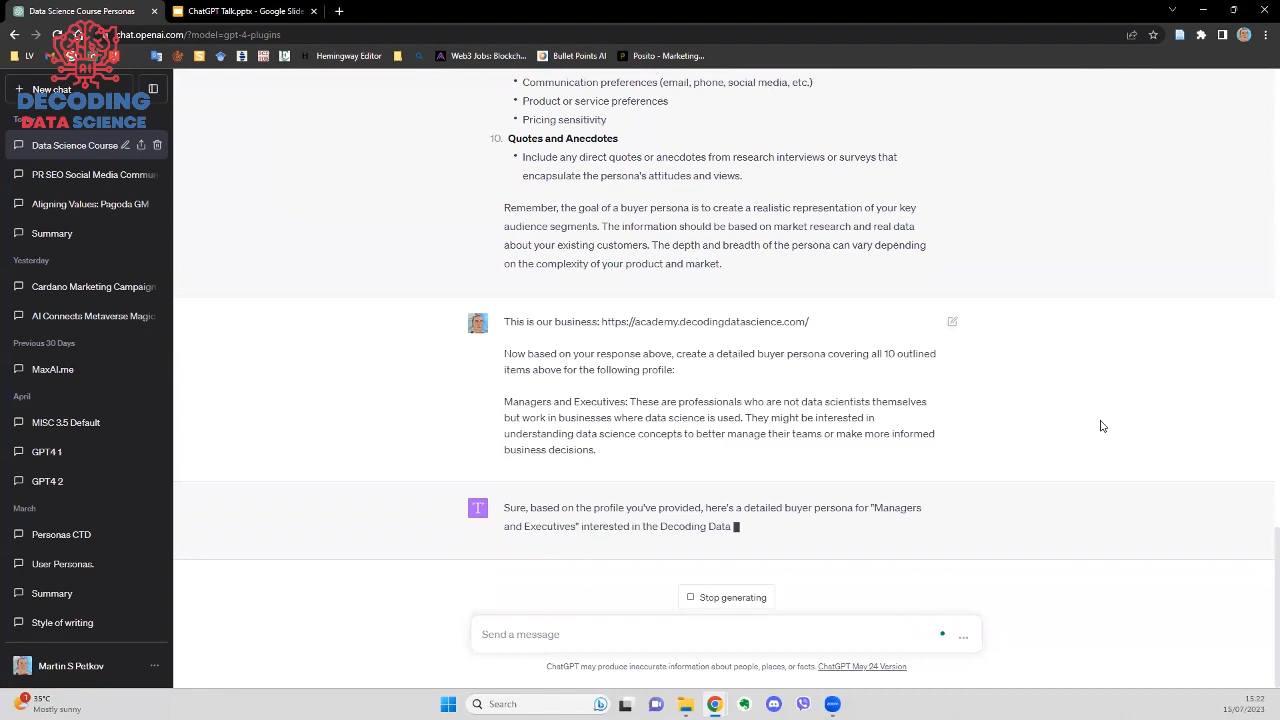 Data Science Course Personas
ChatGPT Talk.pptx - Google Slide
chat.openai.com/?model=gpt-4-plugins
LV
Hemingway Editor
Web3 Jobs Blockch...
Bullet Points AI
Posito - Marketing...
New chat
DECODING
DATA SCIENCE
Data Science Course
PR SEO Social Media Commun
Aligning Values: Pagoda GM
Summary
Yesterday
Cardano Marketing Campaign
AI Connects Metaverse Magic
Previous 30 Days
MaxAI.me
April
MISC 3.5 Default
GPT4 1
GPT4 2
March
Personas CTD
User Personas.
Summary
Style of writing
Martin S Petkov
• Communication preferences (email, phone, social media, etc.)
• Product or service preferences
• Pricing sensitivity
10. Quotes and Anecdotes
• Include any direct quotes or anecdotes from research interviews or surveys that
encapsulate the persona's attitudes and views.
Remember, the goal of a buyer persona is to create a realistic representation of your key
audience segments. The information should be based on market research and real data
about your existing customers. The depth and breadth of the persona can vary depending
on the complexity of your product and market.
This is our business: https://academy.decodingdatascience.com/
Now based on your response above, create a detailed buyer persona covering all 10 outlined
items above for the following profile:
Managers and Executives: These are professionals who are not data scientists themselves
but work in businesses where data science is used. They might be interested in
understanding data science concepts to better manage their teams or make more informed
business decisions.
Sure, based on the profile you've provided, here's a detailed buyer persona for "Managers
and Executives" interested in the Decoding Data
Stop generating
Send a message
ChatGPT may produce inaccurate information about people, places, or facts. ChatGPT May 24 Version
35°C
Mostly sunny
Search
15:22
15/07/2023